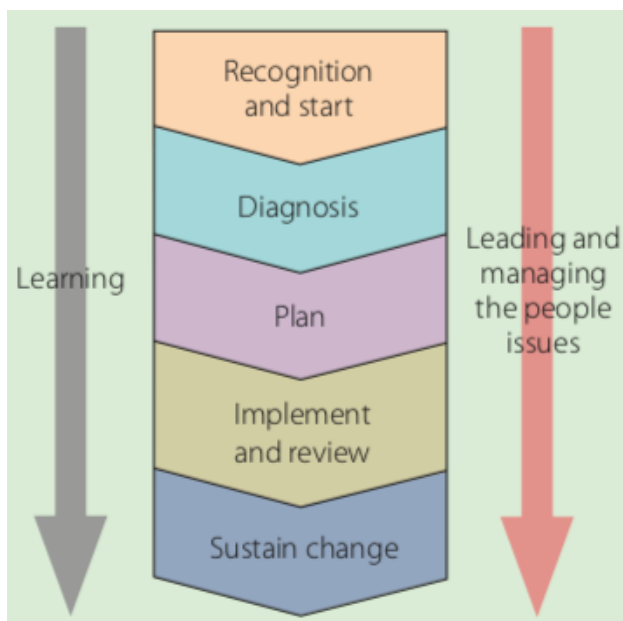 Recognition
and start
Diagnosis
Learning
Plan
Leading and
managing
the people
issues
Implement
and review
Sustain change